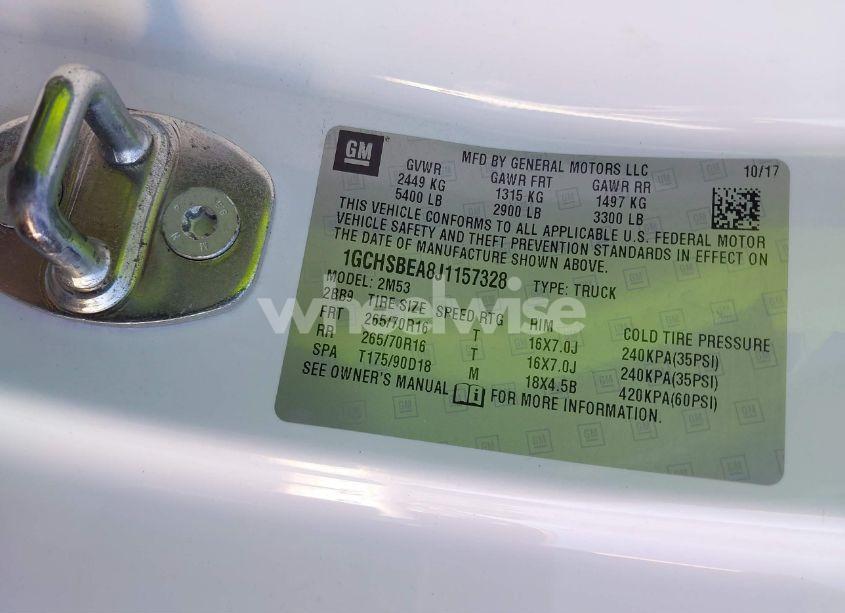 GM
MFD BY GENERAL MOTORS LLC 10/17
GVWR GAWR FRT GAWR RR
2449 KG 1315 KG 1497 KG
5400 LB 2900 LB 3300 LB
THIS VEHICLE CONFORMS TO ALL APPLICABLE U.S. FEDERAL MOTOR
VEHICLE SAFETY AND THEFT PREVENTION STANDARDS IN EFFECT ON
THE DATE OF MANUFACTURE SHOWN ABOVE.
1GCHSBEA8J1157328 TYPE: TRUCK
MODEL: 2M53
2BB9 TIRE SIZE SPEED RTG RIM COLD TIRE PRESSURE
FRT 265/70R16 T 16X7.0J 240KPA(35PSI)
RR 265/70R16 T 16X7.0J 240KPA(35PSI)
SPA T175/90D18 M 18X4.5B 420KPA(60PSI)
SEE OWNER'S MANUAL FOR MORE INFORMATION.
wheelwise